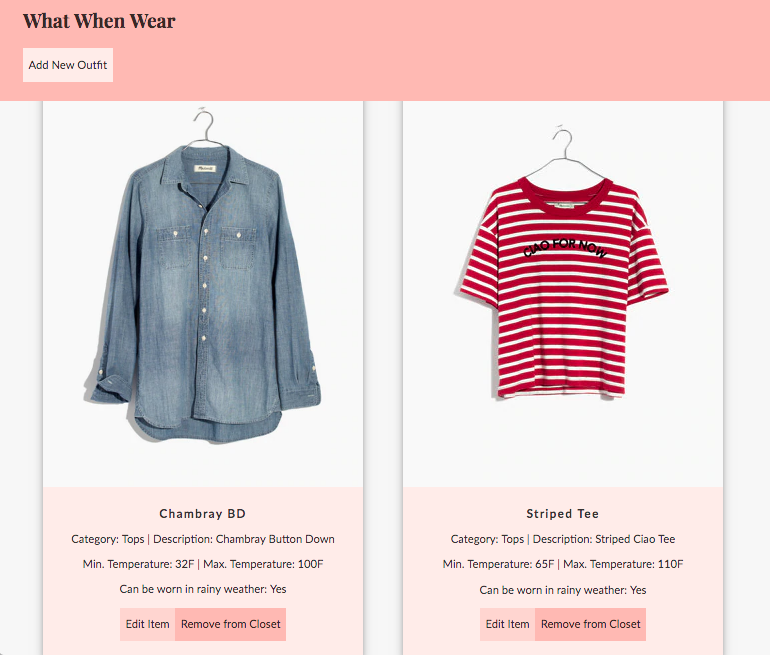 What When Wear
Add New Outfit
CIAO FOR NOW
Chambray BD
Category: Tops | Description: Chambray Button Down
Min. Temperature: 32F | Max. Temperature: 100F
Can be worn in rainy weather: Yes
Edit Item Remove from Closet
Striped Tee
Category: Tops | Description: Striped Ciao Tee
Min. Temperature: 65F | Max. Temperature: 110F
Can be worn in rainy weather: Yes
Edit Item Remove from Closet